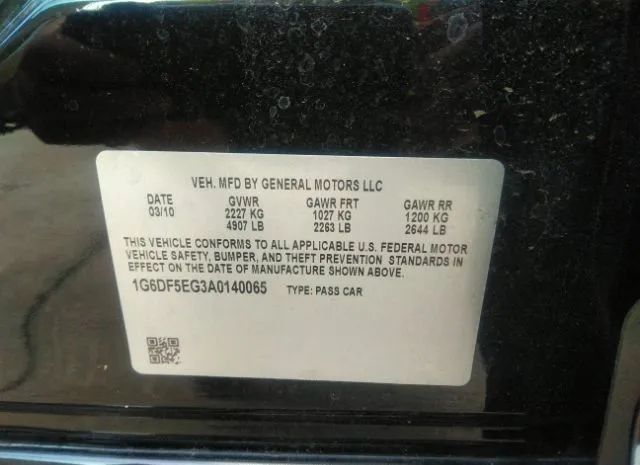 VEH. MFD BY GENERAL MOTORS LLC
DATE GVWR GAWR FRT GAWR RR
03/10 2227 KG 1027 KG 1200 KG
4907 LB 2263 LB 2644 LB
THIS VEHICLE CONFORMS TO ALL APPLICABLE U.S. FEDERAL MOTOR
VEHICLE SAFETY, BUMPER, AND THEFT PREVENTION STANDARDS
IN EFFECT ON THE DATE OF MANUFACTURE SHOWN ABOVE.
1G6DF5EG3A0140065 TYPE: PASS CAR